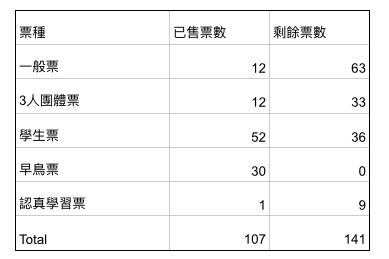 票種 已售票數 剩餘票數
一般票 12 63
3人團體票 12 33
學生票 52 36
早鳥票 30 0
認真學習票 1 9
Total 107 141